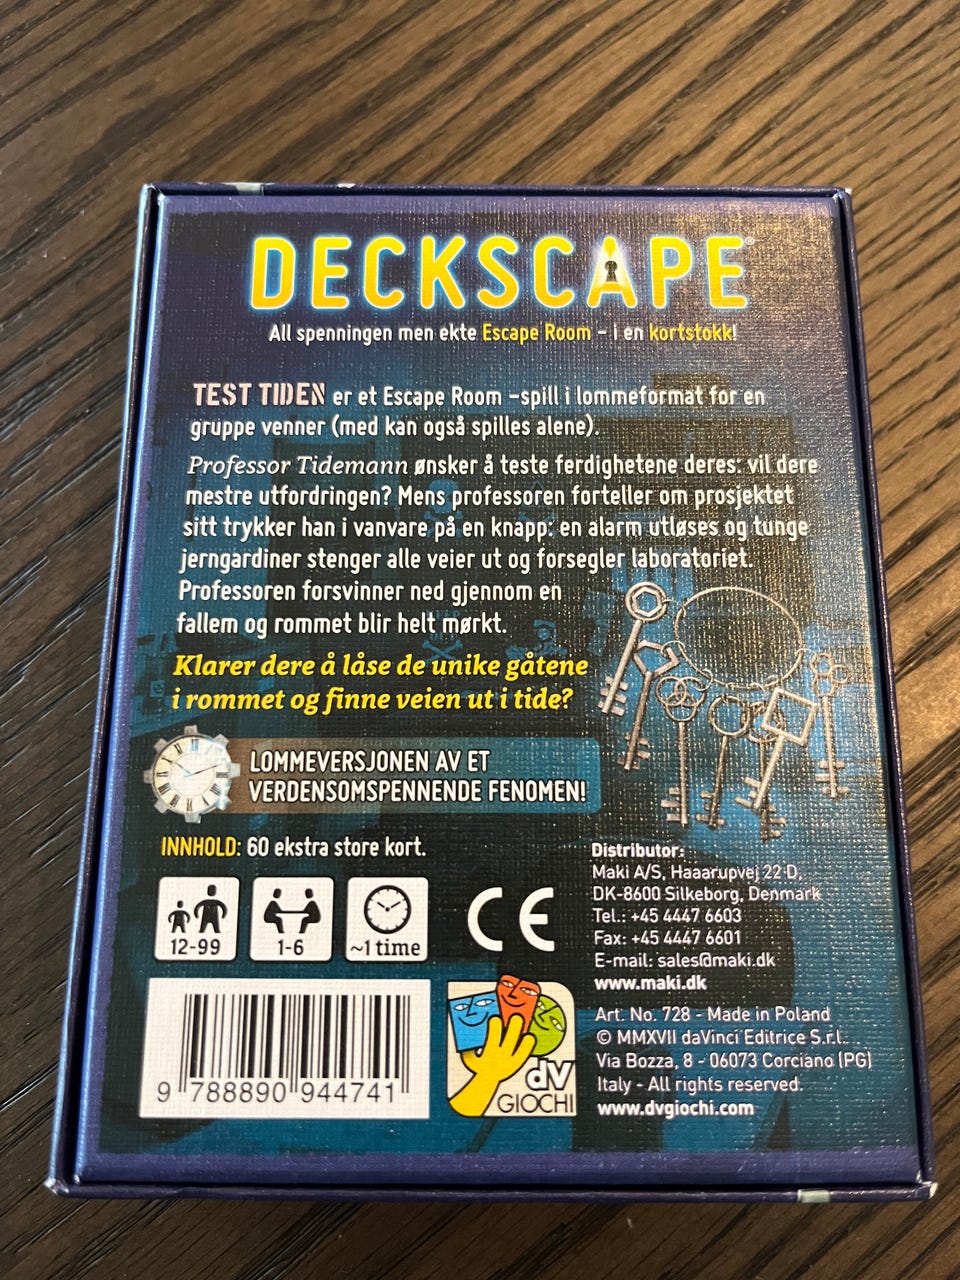 DECKSCAPE®
All spenningen men ekte Escape Room – i en kortstokk!
TEST TIDEN er et Escape Room –spill i lommeformat for en
gruppe venner (med kan også spilles alene).
Professor Tidemann ønsker å teste ferdighetene deres: vil dere
mestre utfordringen? Mens professoren forteller om prosjektet
sitt trykker han i vanvare på en knapp: en alarm utløses og tunge
jerngardiner stenger alle veier ut og forsegler laboratoriet.
Professoren forsvinner ned gjennom en
fallem og rommet blir helt mørkt.
Klarer dere å låse de unike gåtene
i rommet og finne veien ut i tide?
LOMMEVERSJONEN AV ET
VERDENSOMSPENNENDE FENOMEN!
INNHOLD: 60 ekstra store kort.
12-99
1-6
~1 time
CE
Distributor:
Maki A/S, Haaarupvej 22 D,
DK-8600 Silkeborg, Denmark
Tel.: +45 4447 6603
Fax: +45 4447 6601
E-mail: sales@maki.dk
www.maki.dk
9 788890 944741
dV
GIOCHI
Art. No. 728 - Made in Poland
© MMXVII daVinci Editrice S.r.l.
Via Bozza, 8 - 06073 Corciano (PG)
Italy - All rights reserved.
www.dvgiochi.com